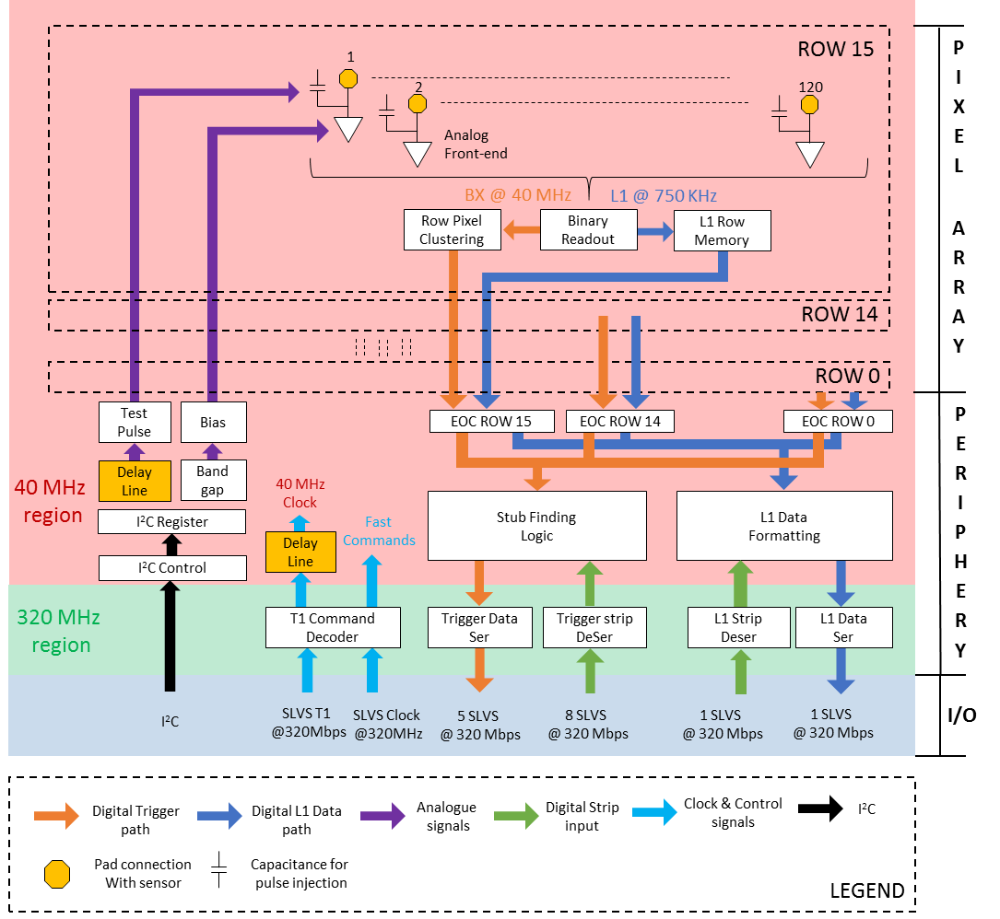 ROW 15
1
2
120
Analog
Front-end
BX @ 40 MHz
L1 @ 750 KHz
Row Pixel
Clustering
Binary
Readout
L1 Row
Memory
ROW 14
ROW 0
PIXEL ARRAY
Test
Pulse
Bias
EOC ROW 15
EOC ROW 14
EOC ROW 0
Delay
Line
Band
gap
40 MHz
region
40 MHz
Clock
Fast
Commands
I²C Register
I²C Control
Delay
Line
Stub Finding
Logic
L1 Data
Formatting
PERIPHERY
320 MHz
region
T1 Command
Decoder
Trigger Data
Ser
Trigger strip
DeSer
L1 Strip
Deser
L1 Data
Ser
I²C
SLVS T1
@320Mbps
SLVS Clock
@320MHz
5 SLVS
@ 320 Mbps
8 SLVS
@ 320 Mbps
1 SLVS
@ 320 Mbps
1 SLVS
@ 320 Mbps
I/O
Digital Trigger
path
Digital L1 Data
path
Analogue
signals
Digital Strip
input
Clock & Control
signals
I²C
Pad connection
With sensor
Capacitance for
pulse injection
LEGEND